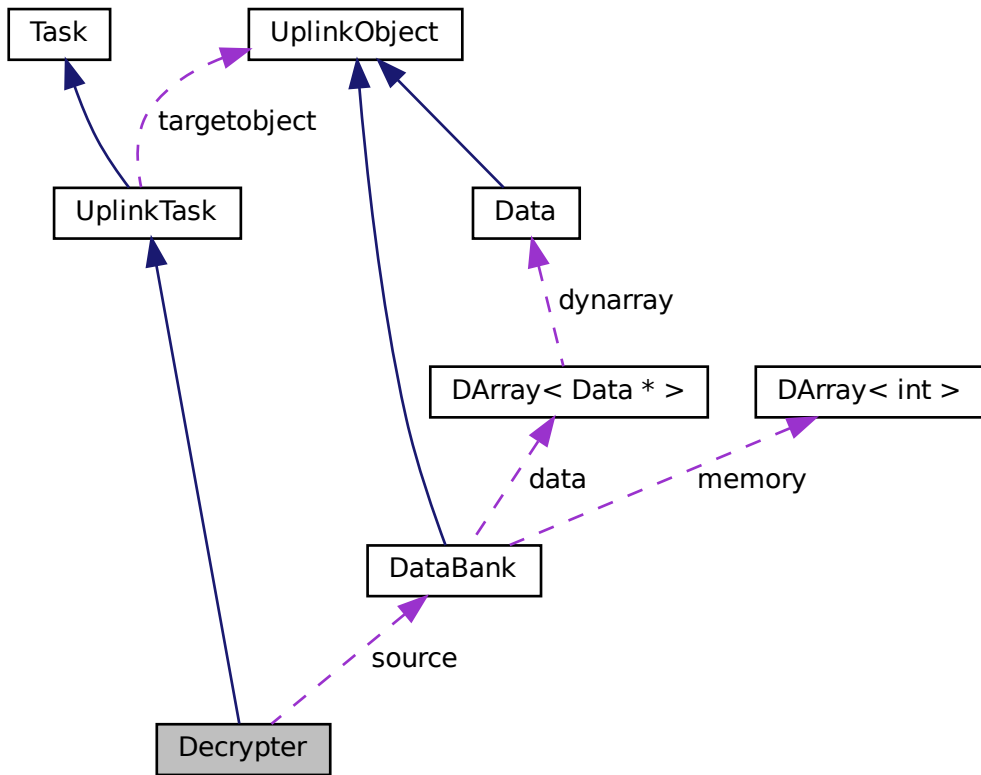 Task
UplinkObject
targetobject
UplinkTask
Data
dynarray
DArray< Data * >
DArray< int >
data
memory
DataBank
source
Decrypter